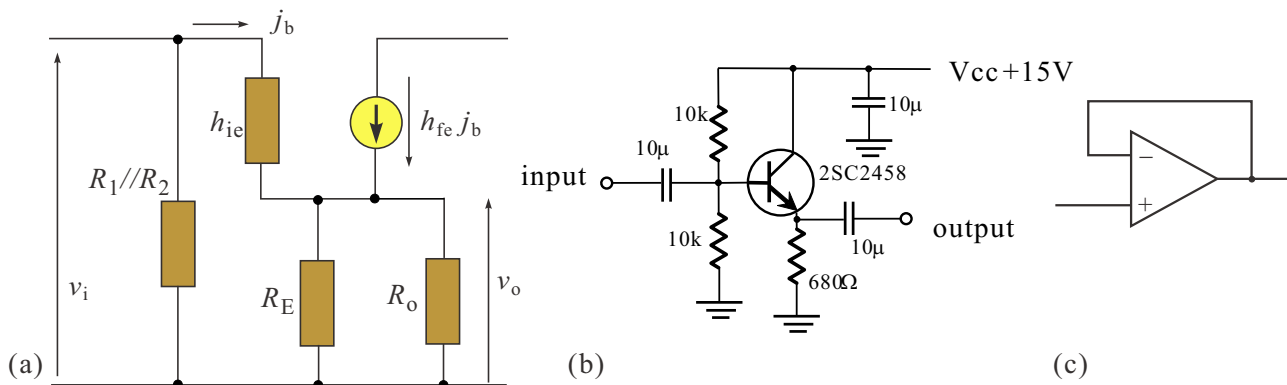 (a)
j_b
h_ie
h_fe j_b
R_1//R_2
v_i
R_E
R_o
v_o
(b)
Vcc+15V
10k
10μ
10μ
input
2SC2458
10k
10μ
output
680Ω
(c)
−
+